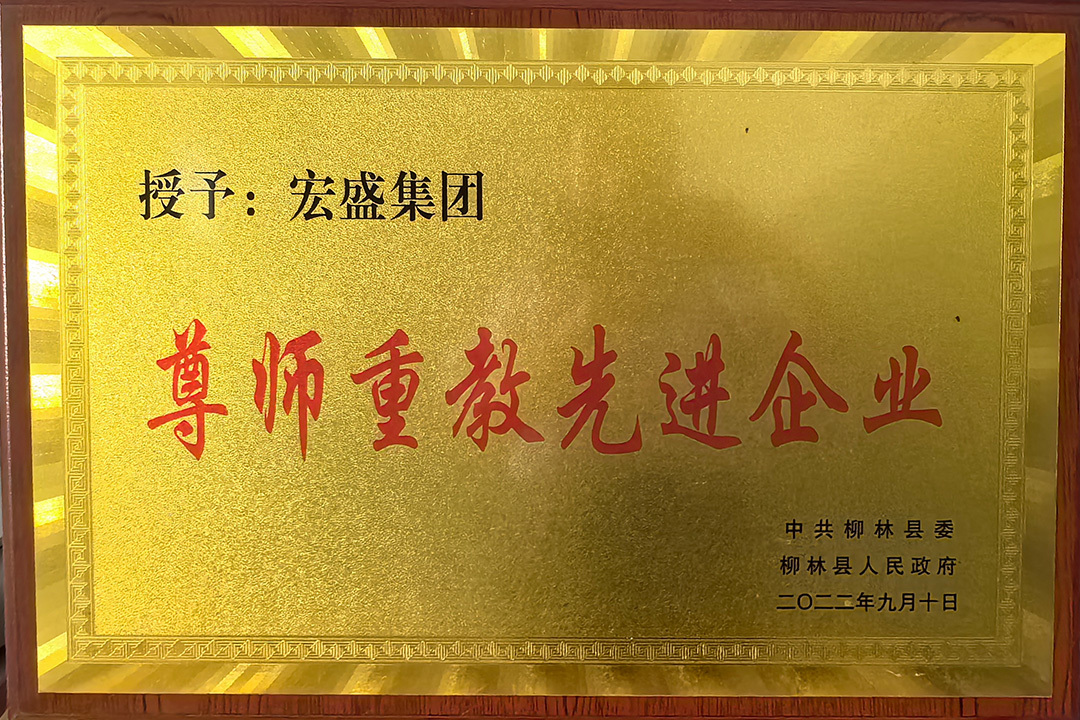 授予：宏盛集团
尊师重教先进企业
中共柳林县委
柳林县人民政府
二〇二二年九月十日